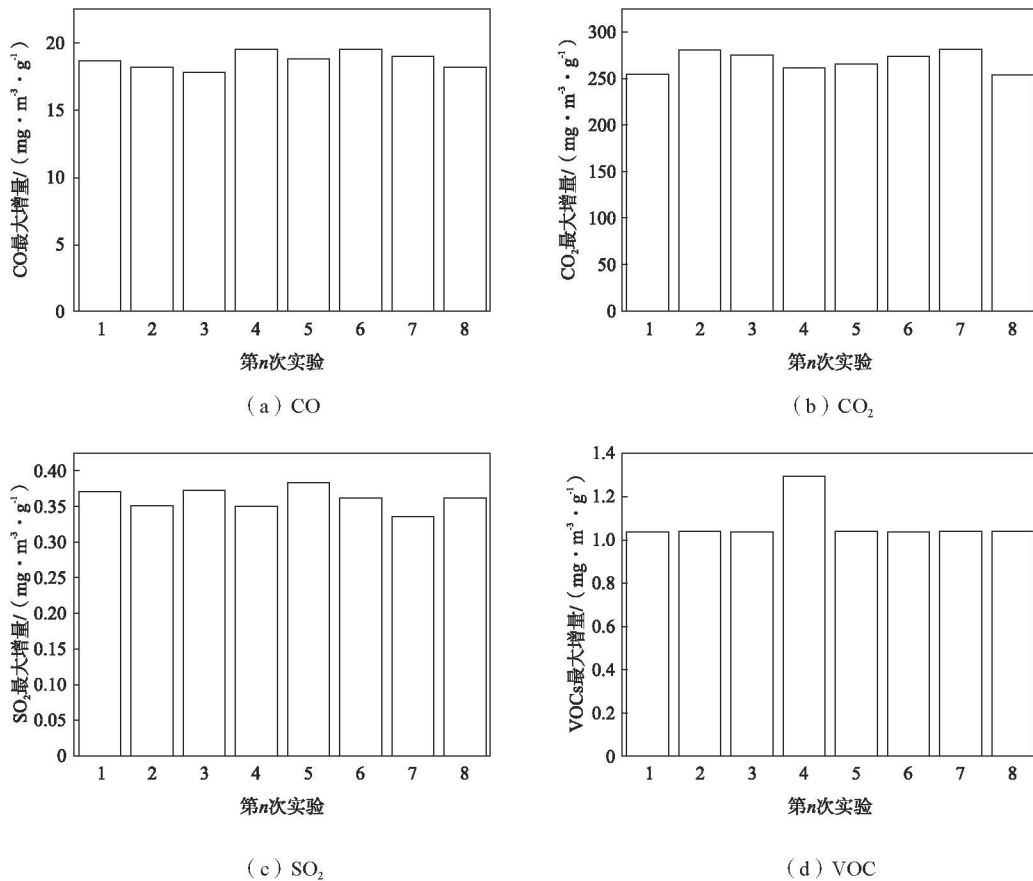 CO最大增量/（mg·m⁻³·g⁻¹）
20
15
10
5
0
1 2 3 4 5 6 7 8
第n次实验
（a）CO
CO₂最大增量/（mg·m⁻³·g⁻¹）
300
250
200
150
100
50
0
1 2 3 4 5 6 7 8
第n次实验
（b）CO₂
SO₂最大增量/（mg·m⁻³·g⁻¹）
0.40
0.35
0.30
0.25
0.20
0.15
0.10
0.05
0
1 2 3 4 5 6 7 8
第n次实验
（c）SO₂
VOCs最大增量/（mg·m⁻³·g⁻¹）
1.4
1.2
1.0
0.8
0.6
0.4
0.2
0
1 2 3 4 5 6 7 8
第n次实验
（d）VOC